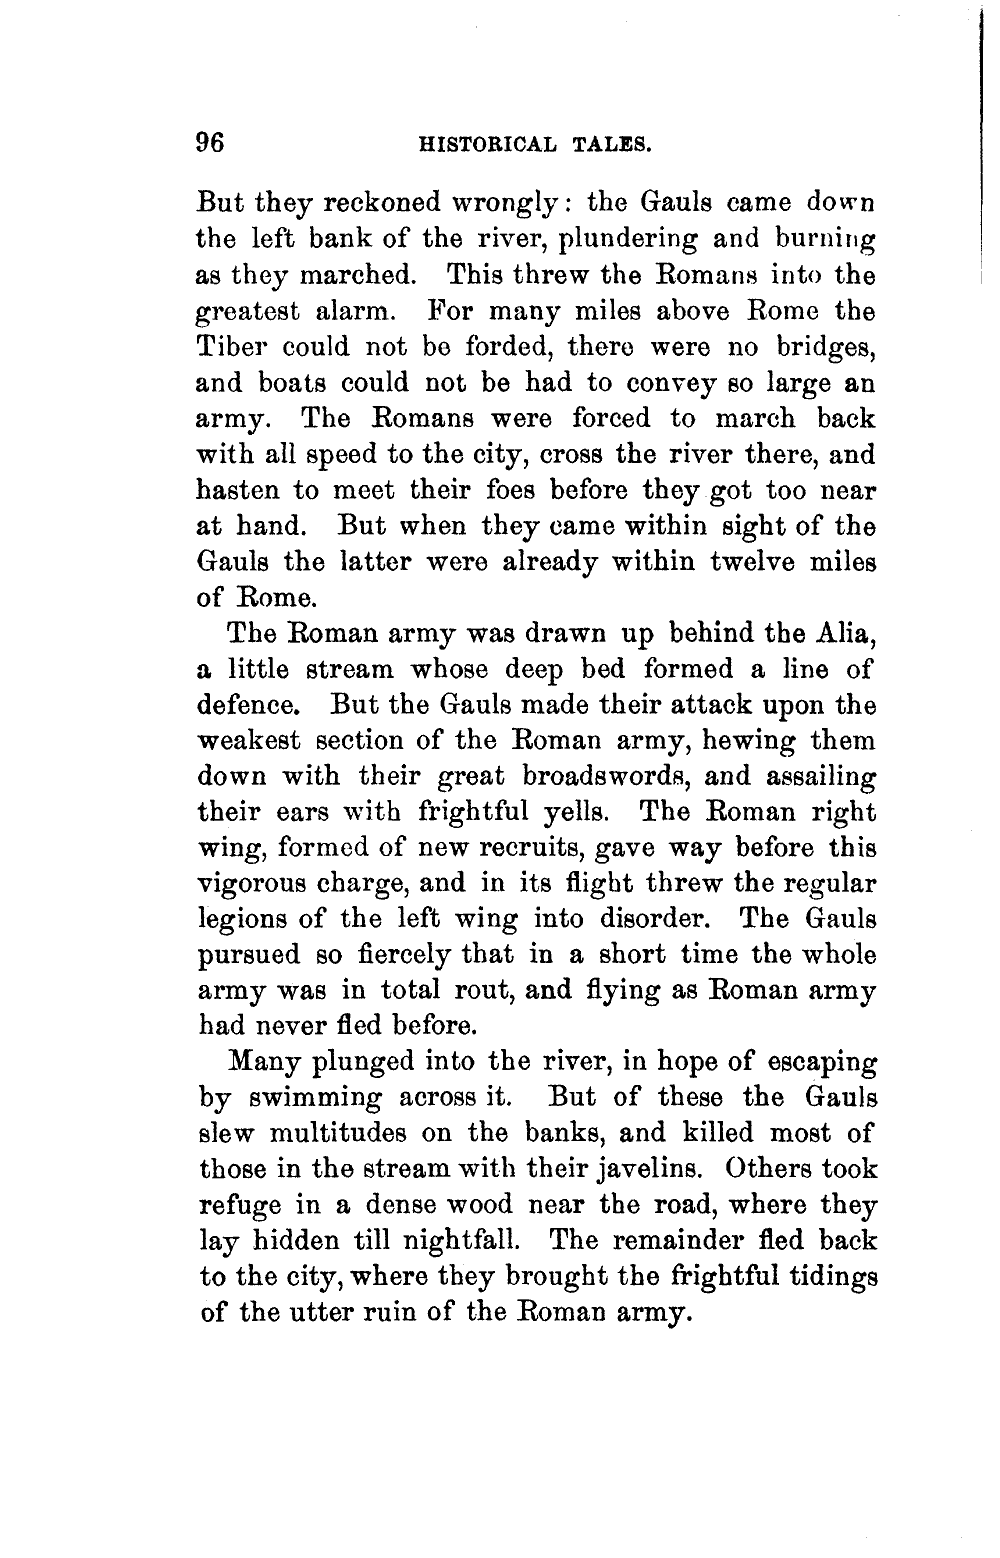 96 HISTORICAL TALES.
But they reckoned wrongly: the Gauls came down
the left bank of the river, plundering and burning
as they marched. This threw the Romans into the
greatest alarm. For many miles above Rome the
Tiber could not be forded, there were no bridges,
and boats could not be had to convey so large an
army. The Romans were forced to march back
with all speed to the city, cross the river there, and
hasten to meet their foes before they got too near
at hand. But when they came within sight of the
Gauls the latter were already within twelve miles
of Rome.
The Roman army was drawn up behind the Alia,
a little stream whose deep bed formed a line of
defence. But the Gauls made their attack upon the
weakest section of the Roman army, hewing them
down with their great broadswords, and assailing
their ears with frightful yells. The Roman right
wing, formed of new recruits, gave way before this
vigorous charge, and in its flight threw the regular
legions of the left wing into disorder. The Gauls
pursued so fiercely that in a short time the whole
army was in total rout, and flying as Roman army
had never fled before.
Many plunged into the river, in hope of escaping
by swimming across it. But of these the Gauls
slew multitudes on the banks, and killed most of
those in the stream with their javelins. Others took
refuge in a dense wood near the road, where they
lay hidden till nightfall. The remainder fled back
to the city, where they brought the frightful tidings
of the utter ruin of the Roman army.